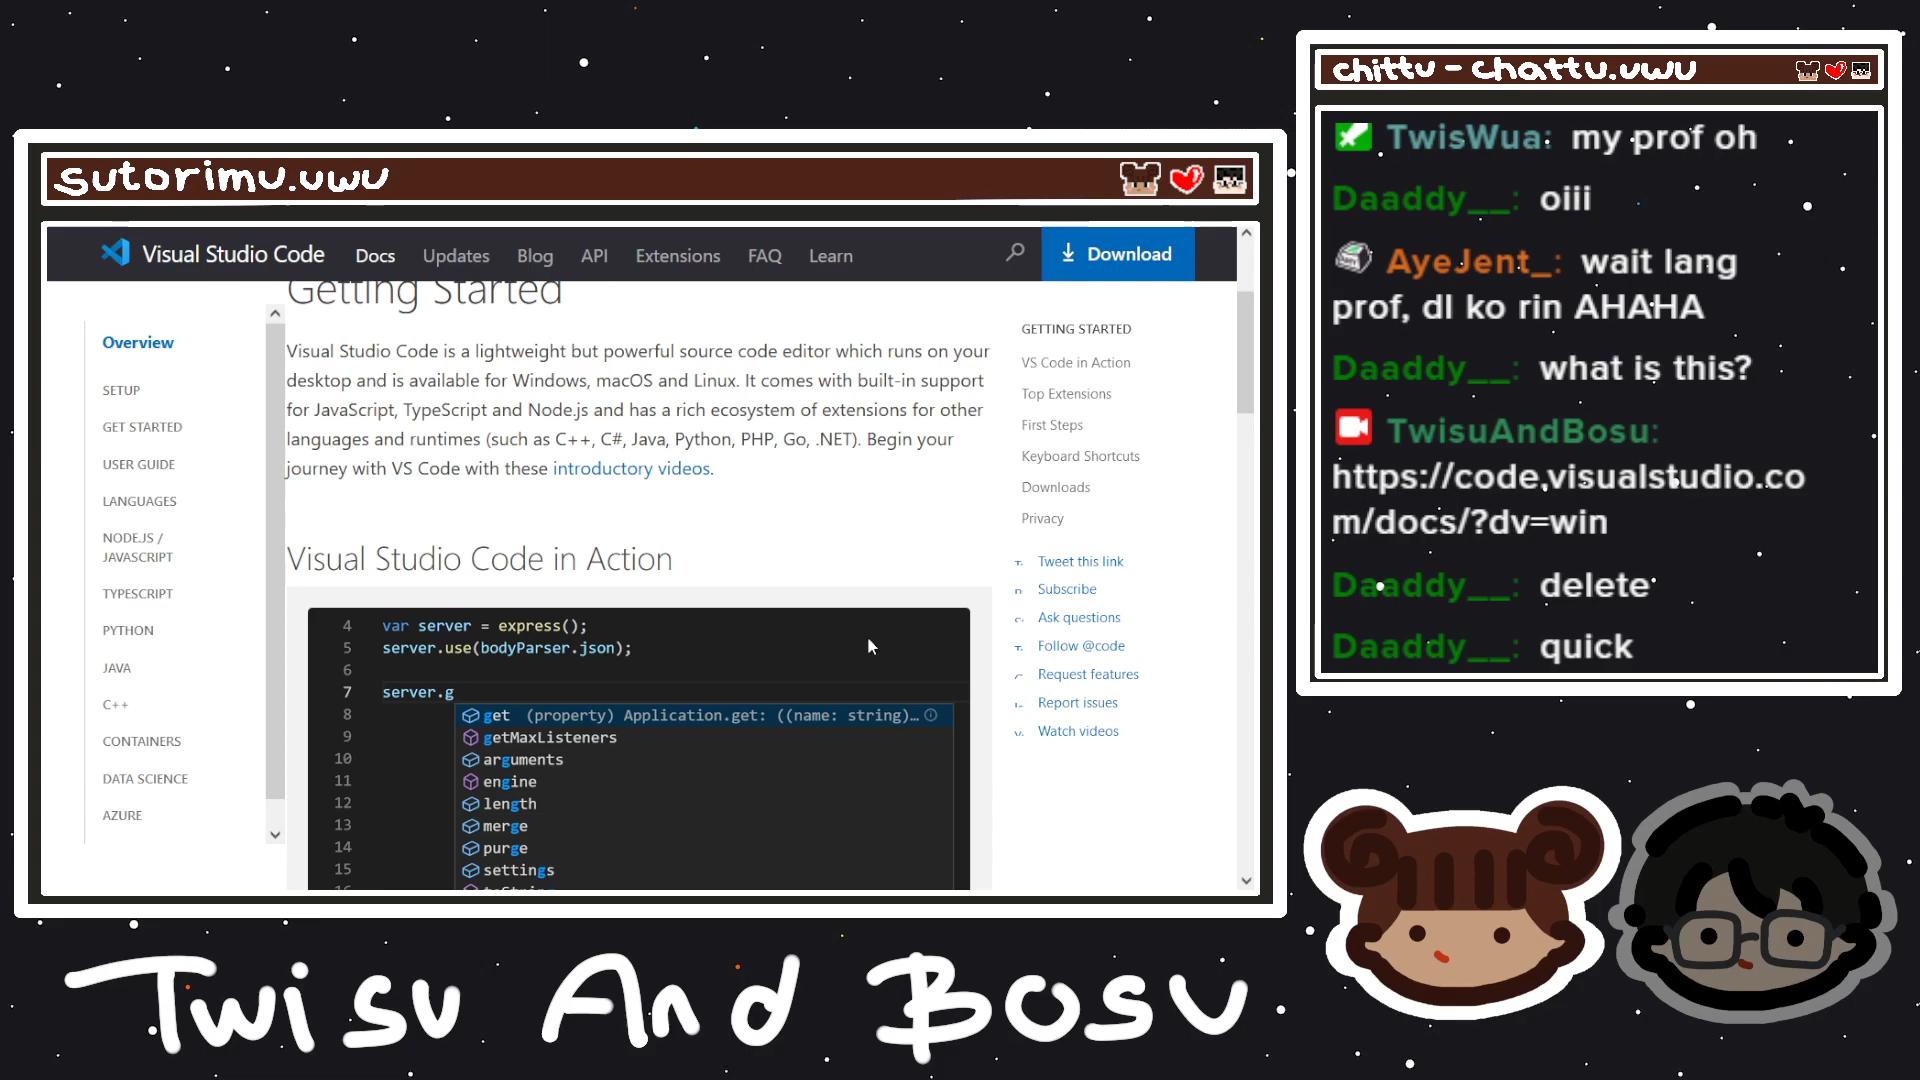 sutorimu.uwu
Visual Studio Code Docs Updates Blog API Extensions FAQ Learn Download
Getting Started
Overview
SETUP
GET STARTED
USER GUIDE
LANGUAGES
NODE.JS /
JAVASCRIPT
TYPESCRIPT
PYTHON
JAVA
C++
CONTAINERS
DATA SCIENCE
AZURE
Visual Studio Code is a lightweight but powerful source code editor which runs on your
desktop and is available for Windows, macOS and Linux. It comes with built-in support
for JavaScript, TypeScript and Node.js and has a rich ecosystem of extensions for other
languages and runtimes (such as C++, C#, Java, Python, PHP, Go, .NET). Begin your
journey with VS Code with these introductory videos.
Visual Studio Code in Action
4 var server = express();
5 server.use(bodyParser.json);
6
7 server.g
8 get (property) Application.get: ((name: string)…
9 getMaxListeners
10 arguments
11 engine
12 length
13 merge
14 purge
15 settings
16 toString
GETTING STARTED
VS Code in Action
Top Extensions
First Steps
Keyboard Shortcuts
Downloads
Privacy
Tweet this link
Subscribe
Ask questions
Follow @code
Request features
Report issues
Watch videos
chittu - chattu.uwu
TwisWua: my prof oh
Daaddy__: oiii
AyeJent_: wait lang
prof, dl ko rin AHAHA
Daaddy__: what is this?
TwisuAndBosu:
https://code.visualstudio.co
m/docs/?dv=win
Daaddy__: delete
Daaddy__: quick
Twisu And Bosu